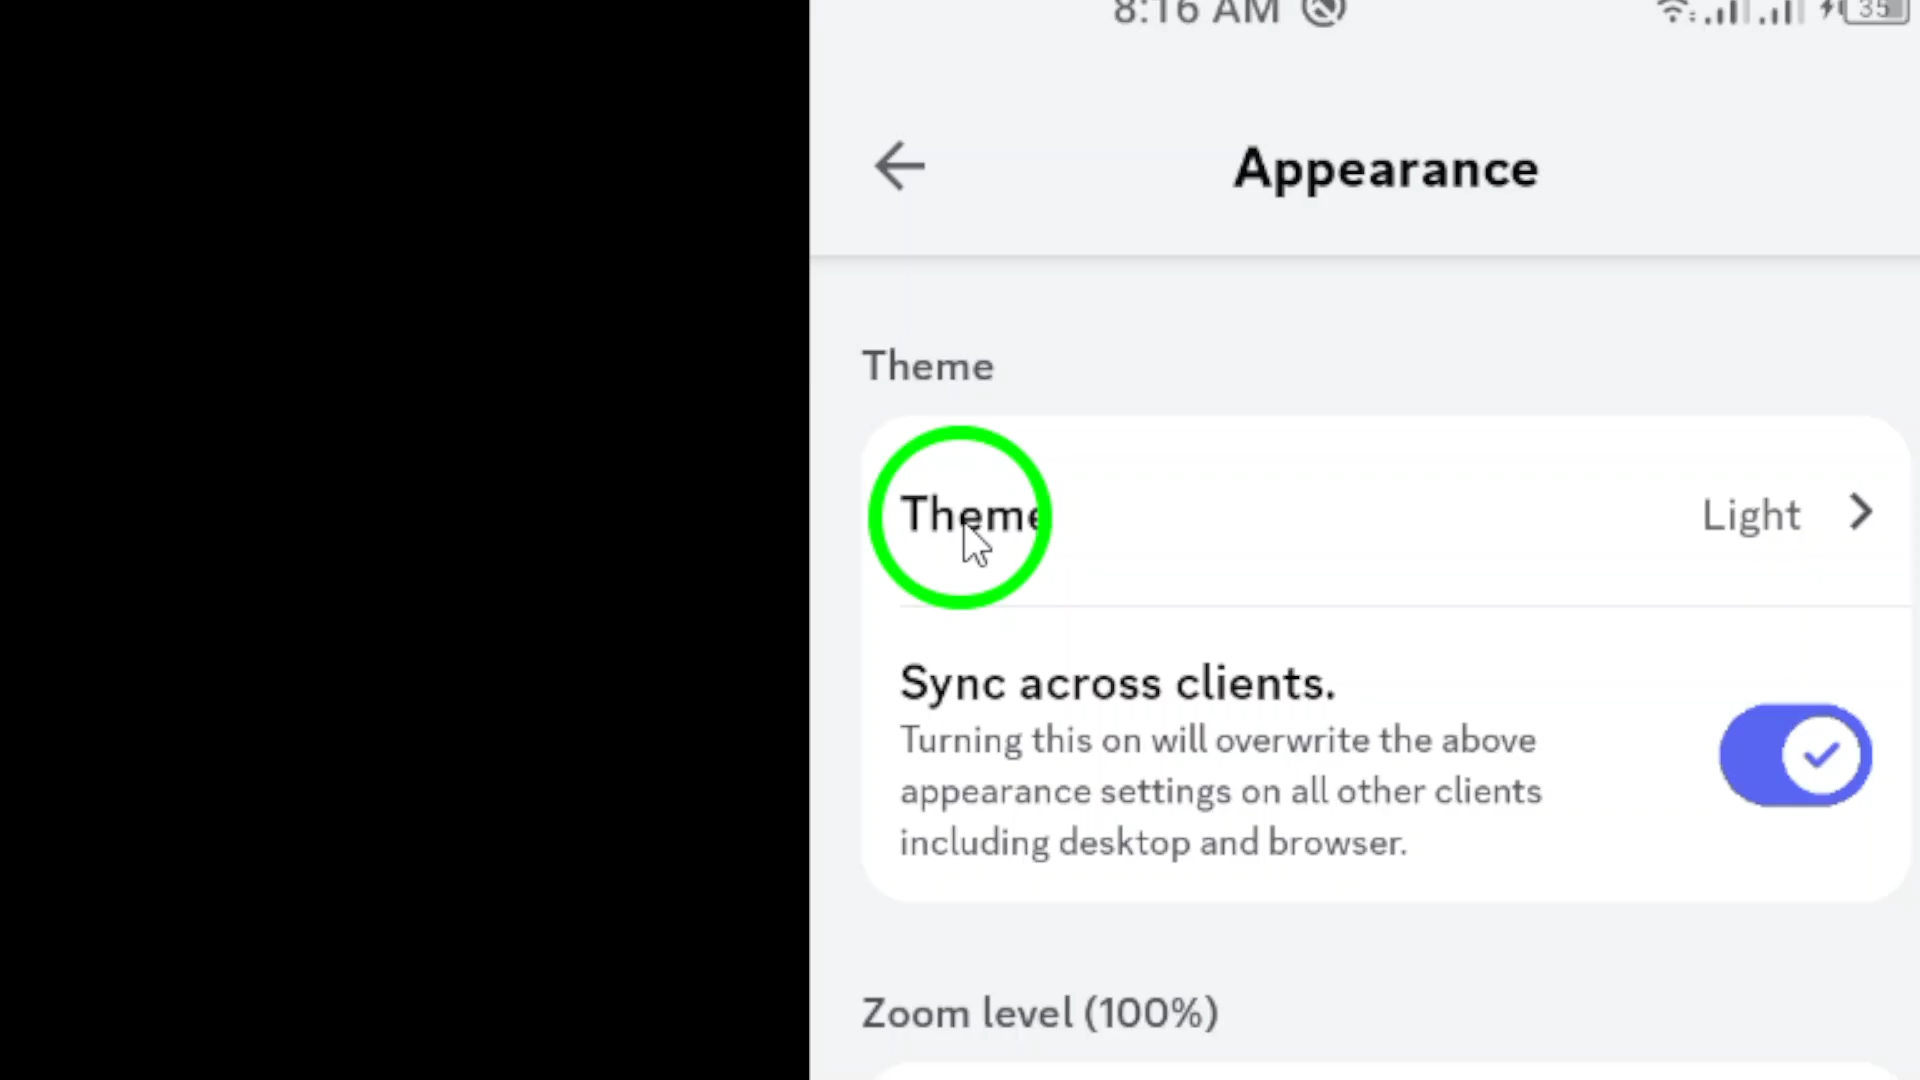 8:16 AM
35
Appearance
Theme
Theme
Light
Sync across clients.
Turning this on will overwrite the above
appearance settings on all other clients
including desktop and browser.
Zoom level (100%)